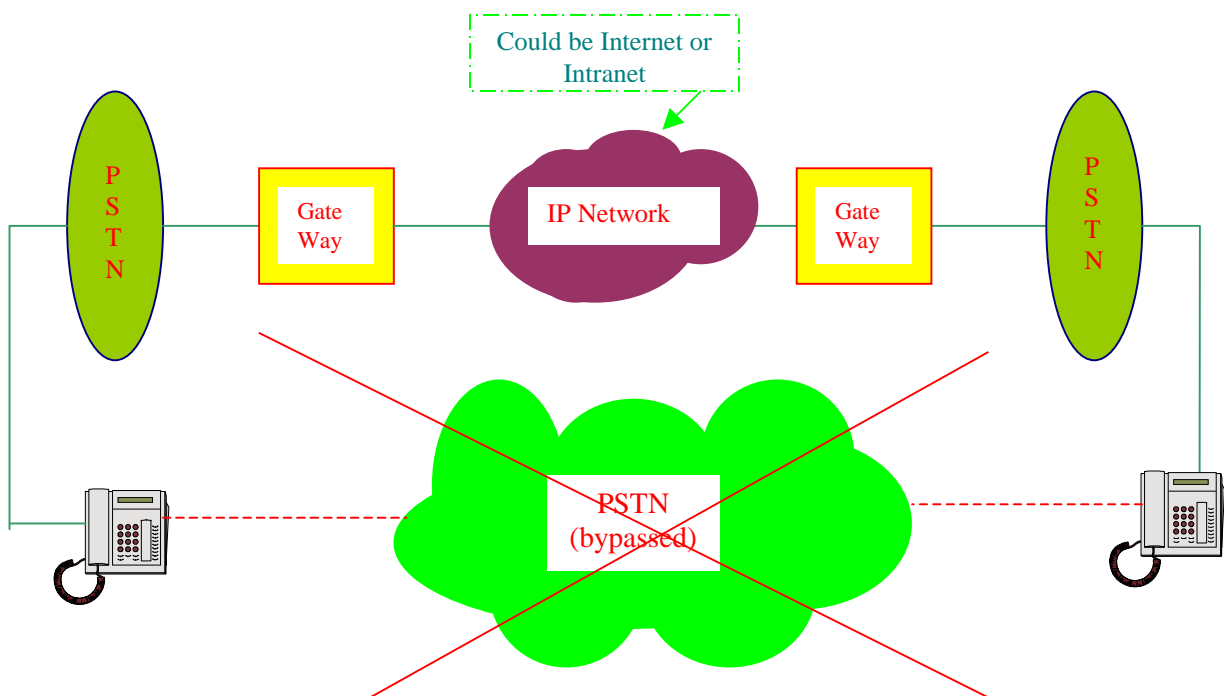 Could be Internet or
Intranet
P
S
T
N
Gate
Way
IP Network
Gate
Way
P
S
T
N
PSTN
(bypassed)